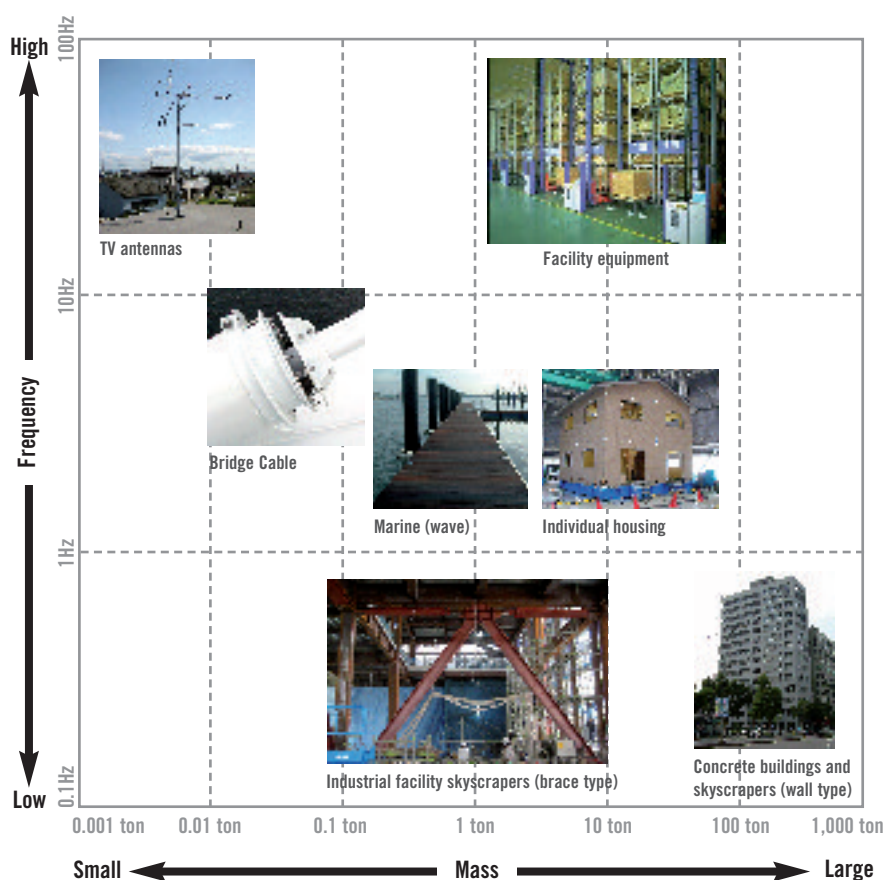 High
100Hz
TV antennas
Facility equipment
10Hz
Frequency
Bridge Cable
Marine (wave)
Individual housing
1Hz
Industrial facility skyscrapers (brace type)
Concrete buildings and
skyscrapers (wall type)
Low
0.1Hz
0.001 ton
0.01 ton
0.1 ton
1 ton
10 ton
100 ton
1,000 ton
Small
Mass
Large